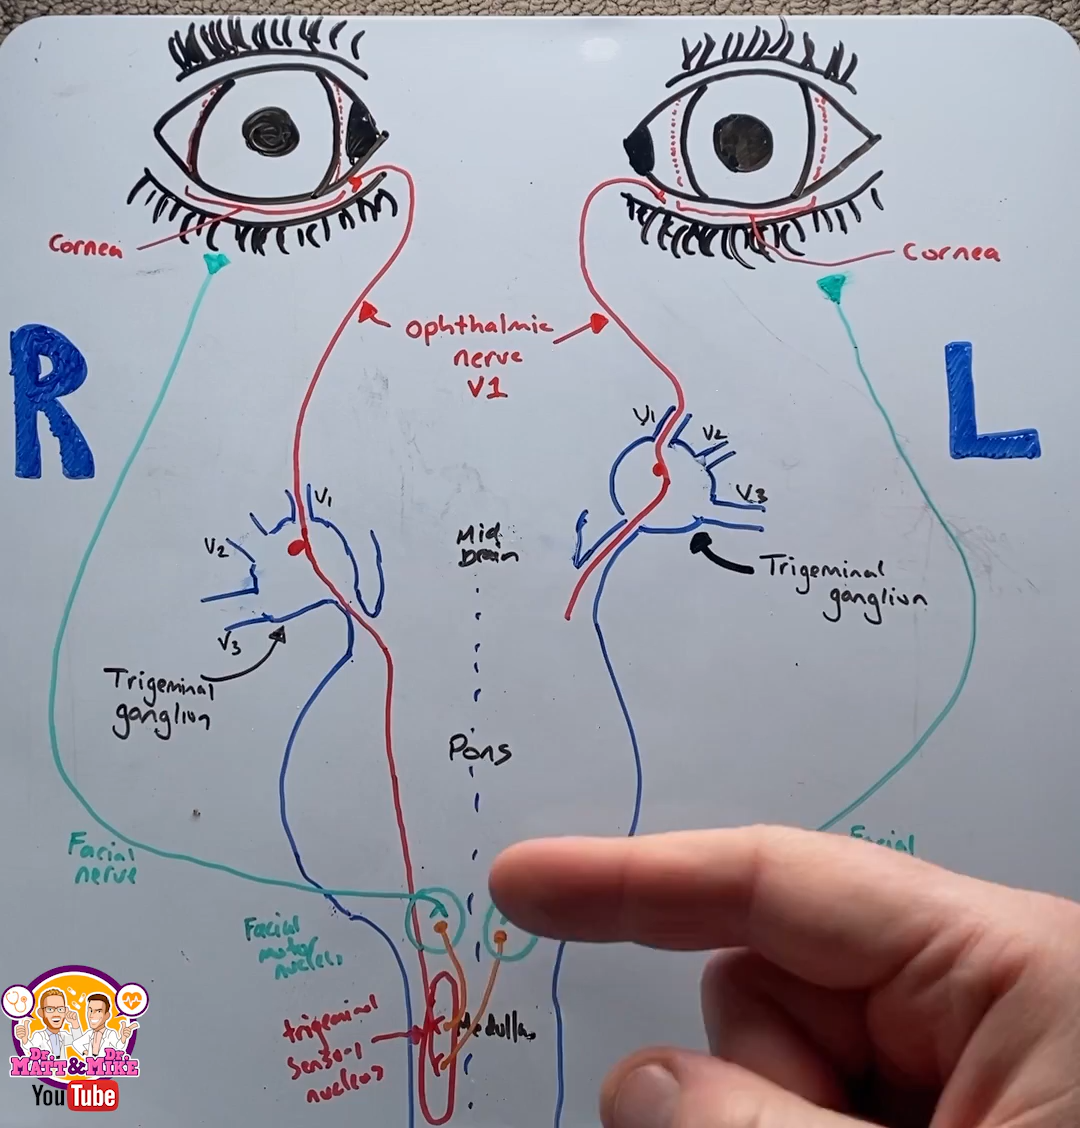 Cornea
Cornea
Ophthalmic
nerve
V1
R
L
V1
V2
V3
V1
V2
V3
Mid
brain
Trigeminal
ganglion
Trigeminal
ganglion
Pons
Facial
nerve
Facial
Facial
motor
nucleus
trigeminal
nucleus
Medulla
Dr. Dr.
MATT & MIKE
YouTube